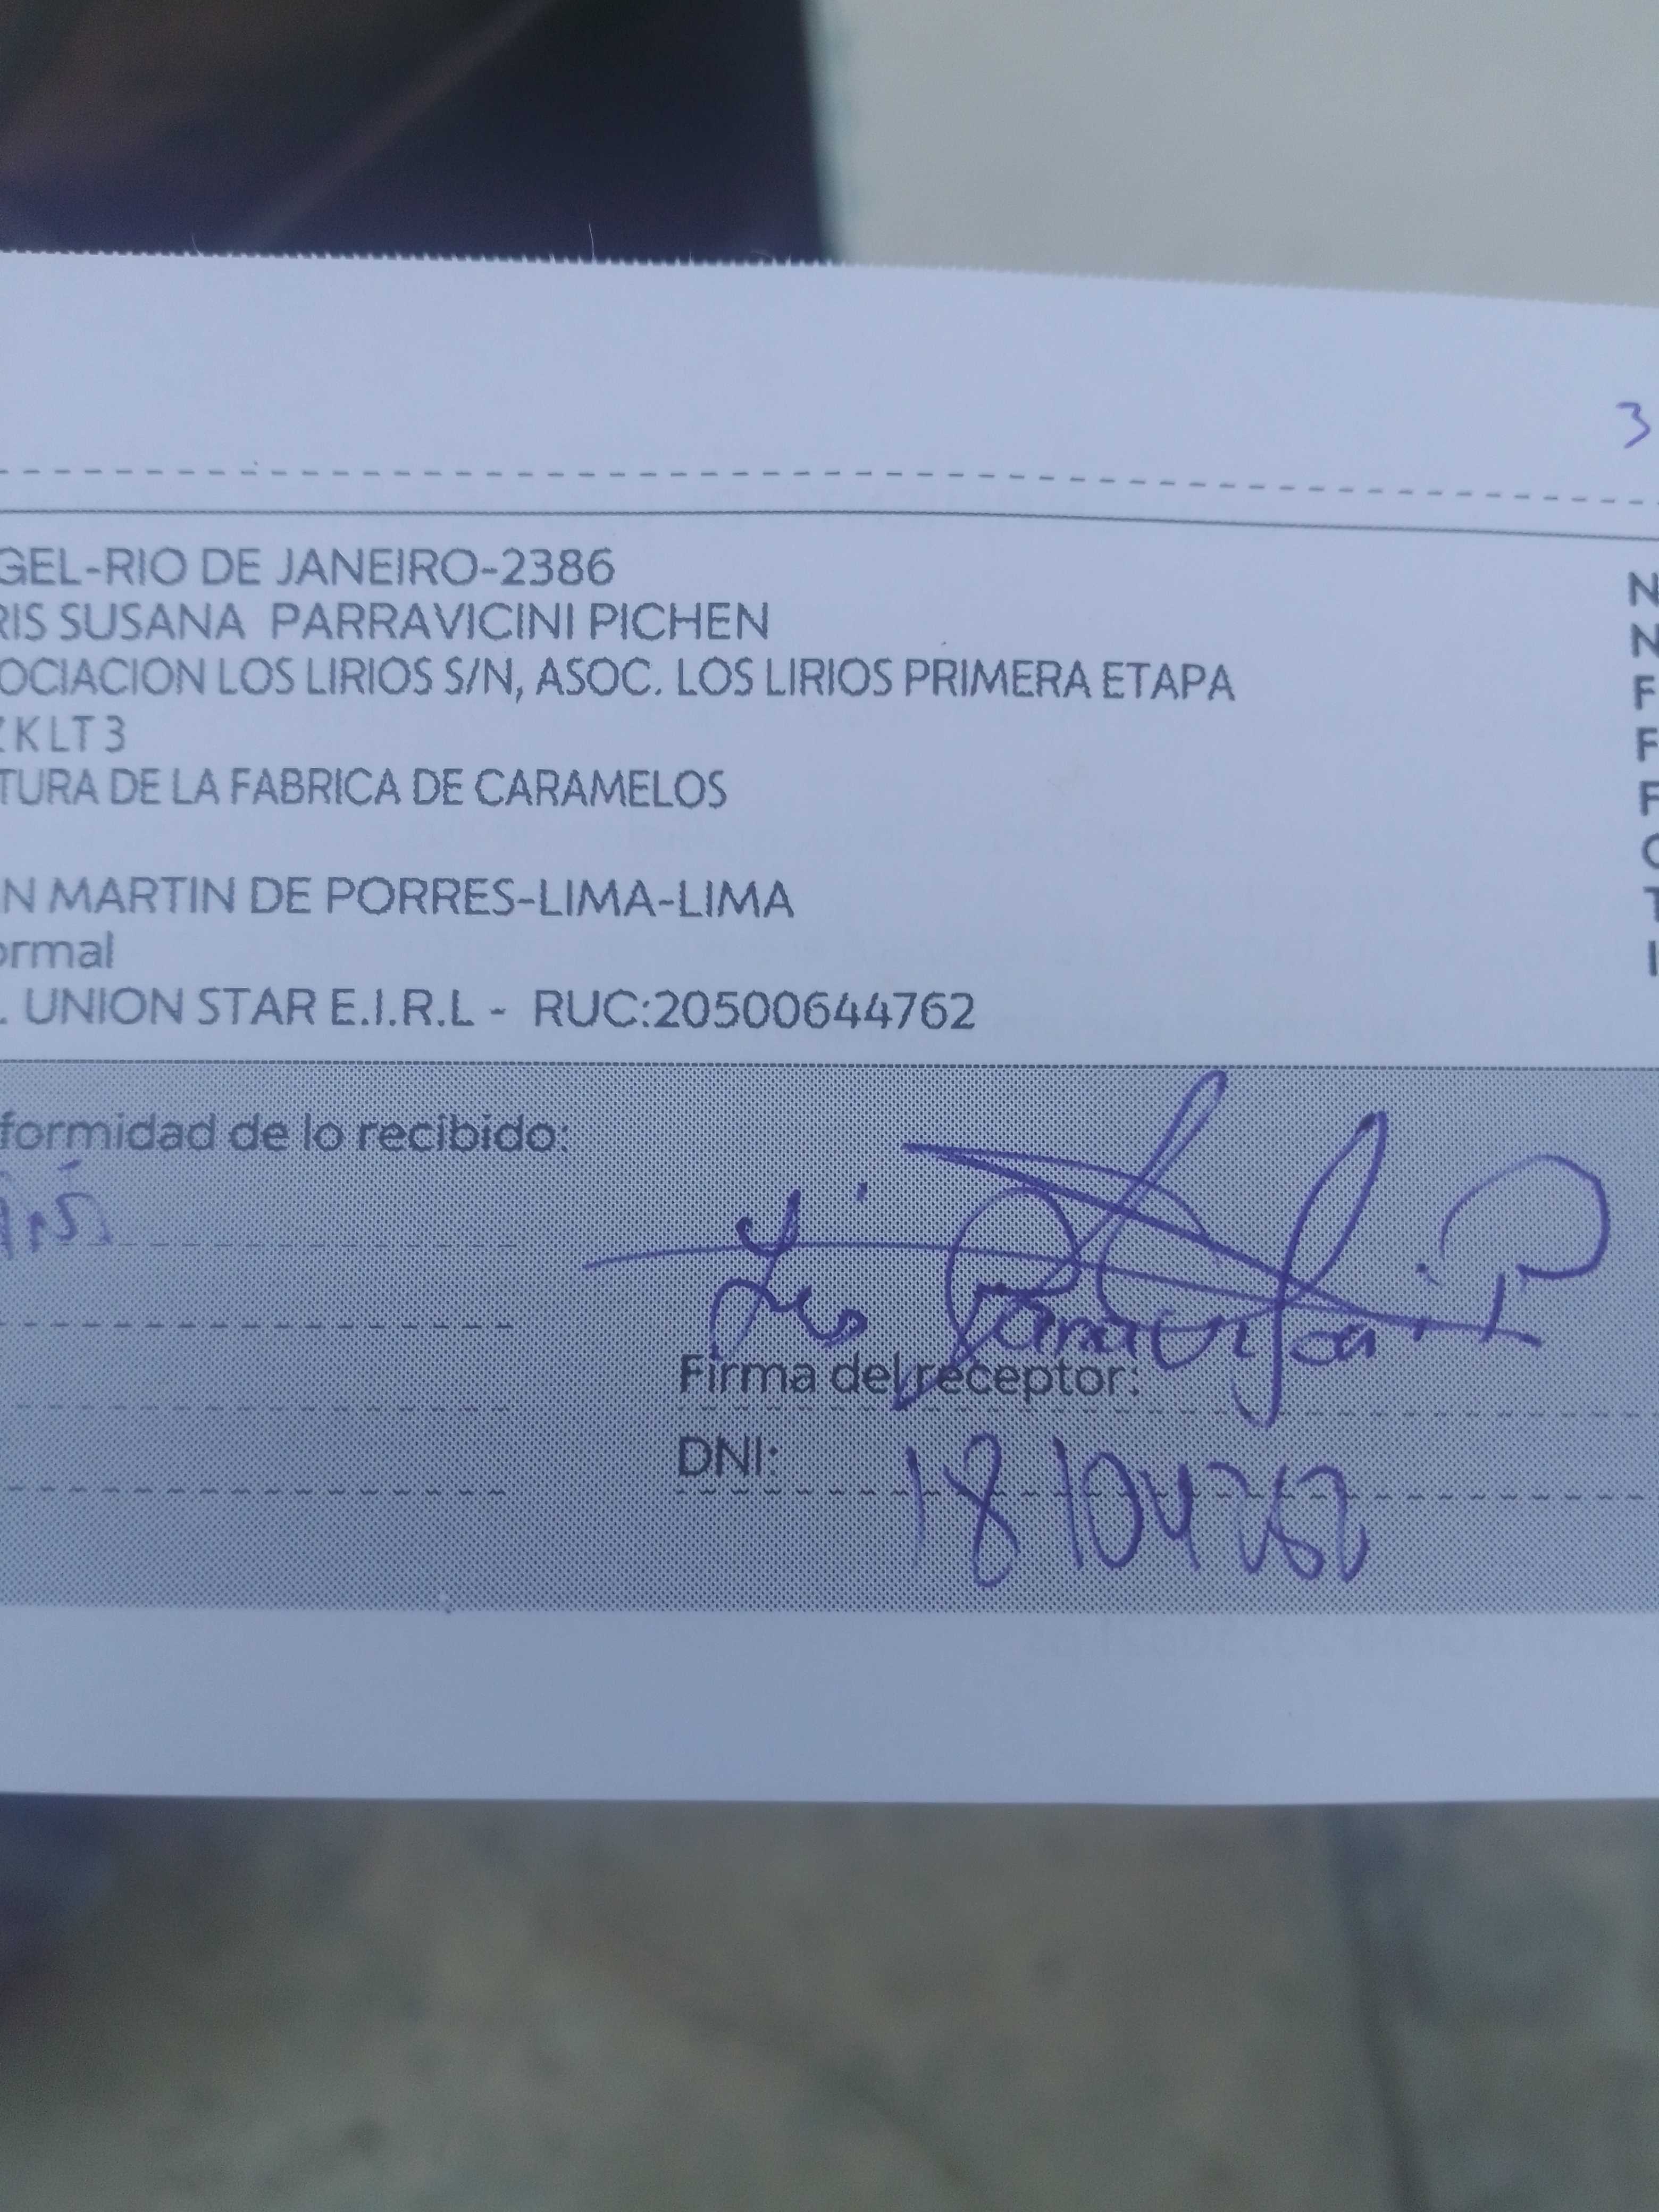 3
GEL-RIO DE JANEIRO-2386
N
RIS SUSANA PARRAVICINI PICHEN
N
OCIACION LOS LIRIOS S/N, ASOC. LOS LIRIOS PRIMERA ETAPA
F
Z K LT 3
F
TURA DE LA FABRICA DE CARAMELOS
F
N MARTIN DE PORRES-LIMA-LIMA
T
ormal
I
. UNION STAR E.I.R.L - RUC:20500644762
formidad de lo recibido:
Firma del receptor:
DNI: